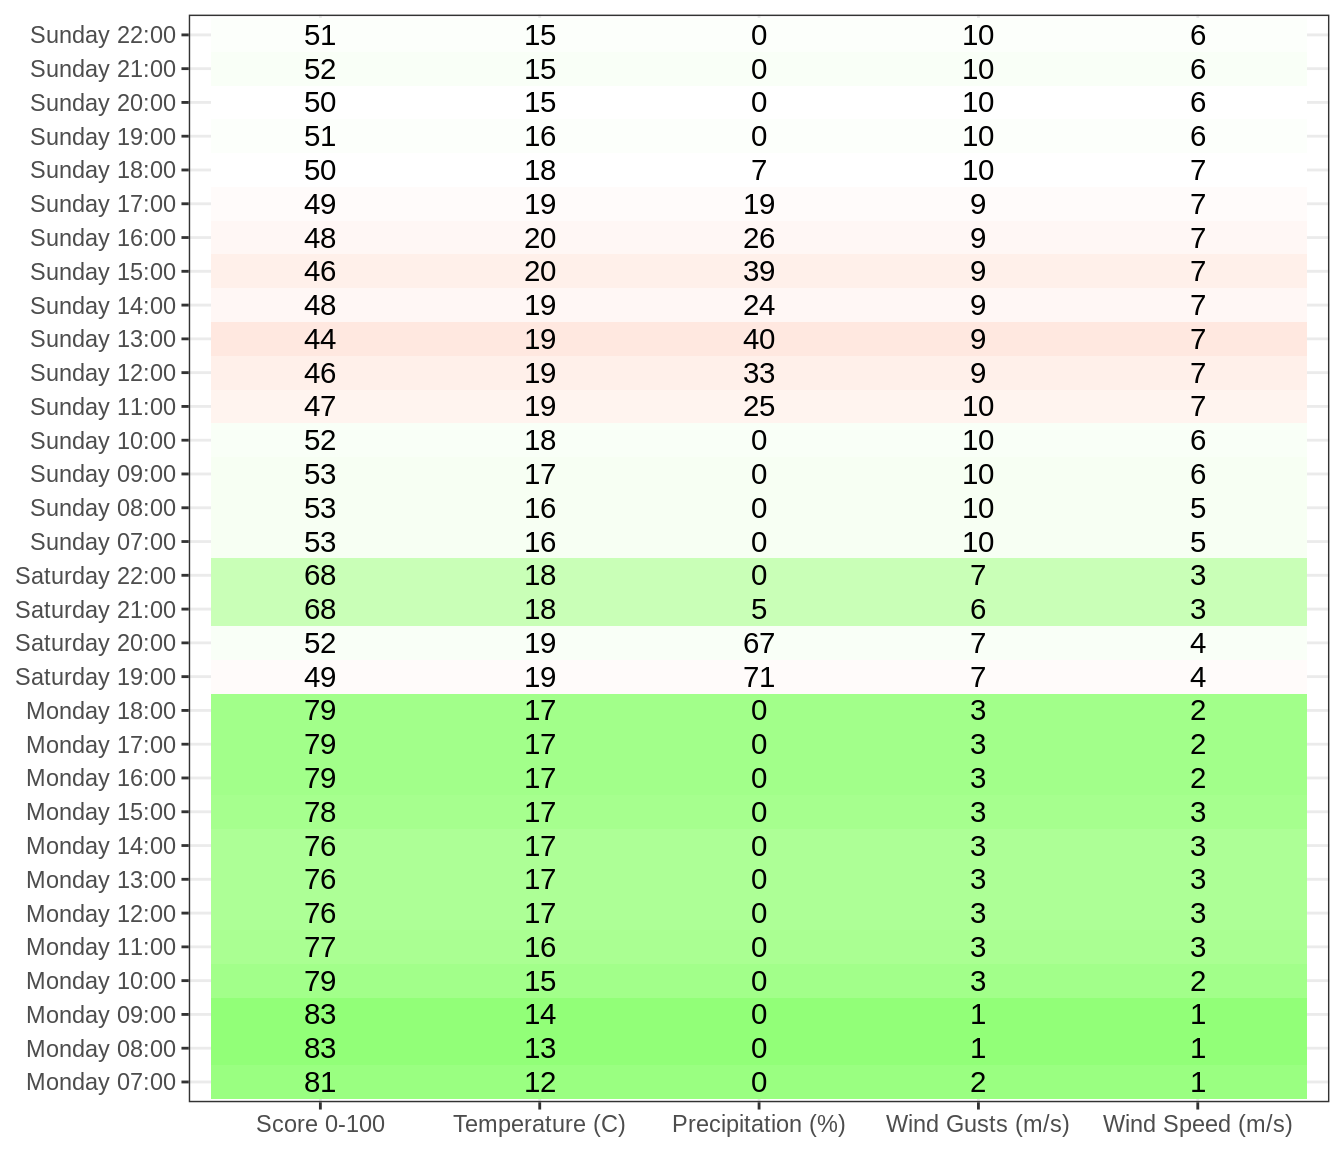 Sunday 22:00 51 15 0 10 6
Sunday 21:00 52 15 0 10 6
Sunday 20:00 50 15 0 10 6
Sunday 19:00 51 16 0 10 6
Sunday 18:00 50 18 7 10 7
Sunday 17:00 49 19 19 9 7
Sunday 16:00 48 20 26 9 7
Sunday 15:00 46 20 39 9 7
Sunday 14:00 48 19 24 9 7
Sunday 13:00 44 19 40 9 7
Sunday 12:00 46 19 33 9 7
Sunday 11:00 47 19 25 10 7
Sunday 10:00 52 18 0 10 6
Sunday 09:00 53 17 0 10 6
Sunday 08:00 53 16 0 10 5
Sunday 07:00 53 16 0 10 5
Saturday 22:00 68 18 0 7 3
Saturday 21:00 68 18 5 6 3
Saturday 20:00 52 19 67 7 4
Saturday 19:00 49 19 71 7 4
Monday 18:00 79 17 0 3 2
Monday 17:00 79 17 0 3 2
Monday 16:00 79 17 0 3 2
Monday 15:00 78 17 0 3 3
Monday 14:00 76 17 0 3 3
Monday 13:00 76 17 0 3 3
Monday 12:00 76 17 0 3 3
Monday 11:00 77 16 0 3 3
Monday 10:00 79 15 0 3 2
Monday 09:00 83 14 0 1 1
Monday 08:00 83 13 0 1 1
Monday 07:00 81 12 0 2 1
Score 0-100 Temperature (C) Precipitation (%) Wind Gusts (m/s) Wind Speed (m/s)